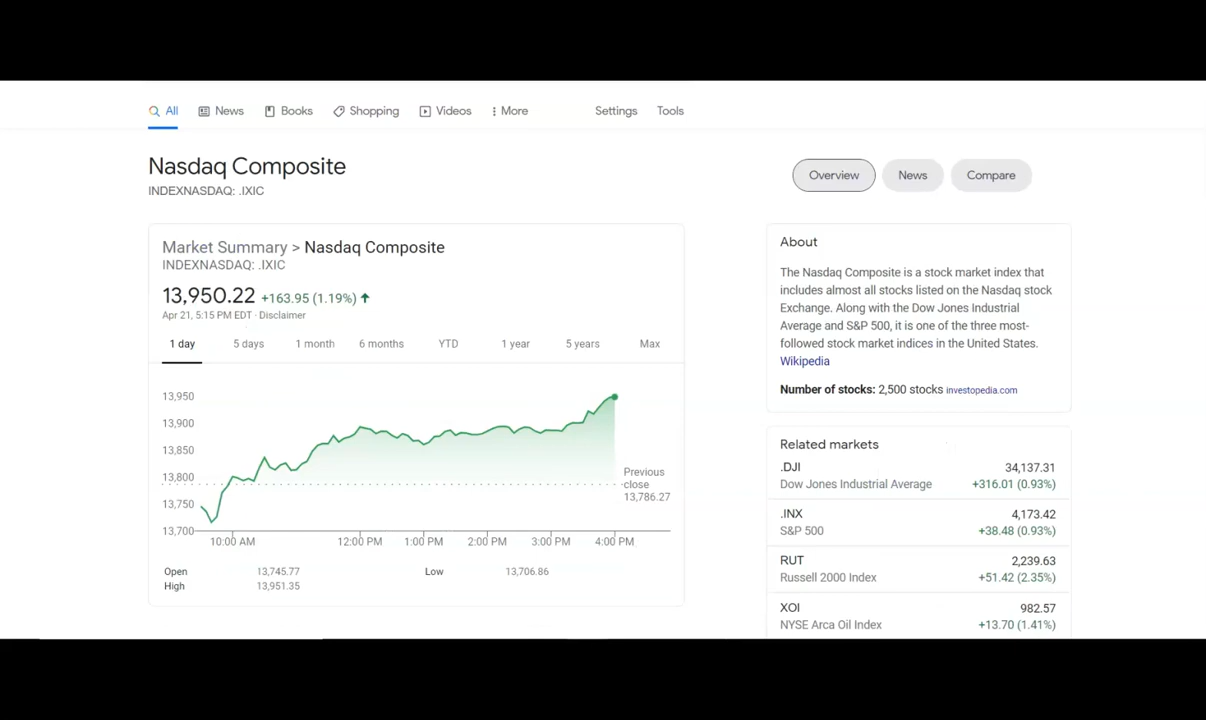 All News Books Shopping Videos More Settings Tools
Nasdaq Composite
INDEXNASDAQ: .IXIC
Overview News Compare
Market Summary > Nasdaq Composite
INDEXNASDAQ: .IXIC
13,950.22 +163.95 (1.19%)
Apr 21, 5:15 PM EDT · Disclaimer
1 day 5 days 1 month 6 months YTD 1 year 5 years Max
13,950
13,900
13,850
13,800
13,750
13,700
Previous
close
13,786.27
10:00 AM 12:00 PM 1:00 PM 2:00 PM 3:00 PM 4:00 PM
Open 13,745.77 Low 13,706.86
High 13,951.35
About
The Nasdaq Composite is a stock market index that
includes almost all stocks listed on the Nasdaq stock
Exchange. Along with the Dow Jones Industrial
Average and S&P 500, it is one of the three most-
followed stock market indices in the United States.
Wikipedia
Number of stocks: 2,500 stocks investopedia.com
Related markets
.DJI 34,137.31
Dow Jones Industrial Average +316.01 (0.93%)
.INX 4,173.42
S&P 500 +38.48 (0.93%)
RUT 2,239.63
Russell 2000 Index +51.42 (2.35%)
XOI 982.57
NYSE Arca Oil Index +13.70 (1.41%)